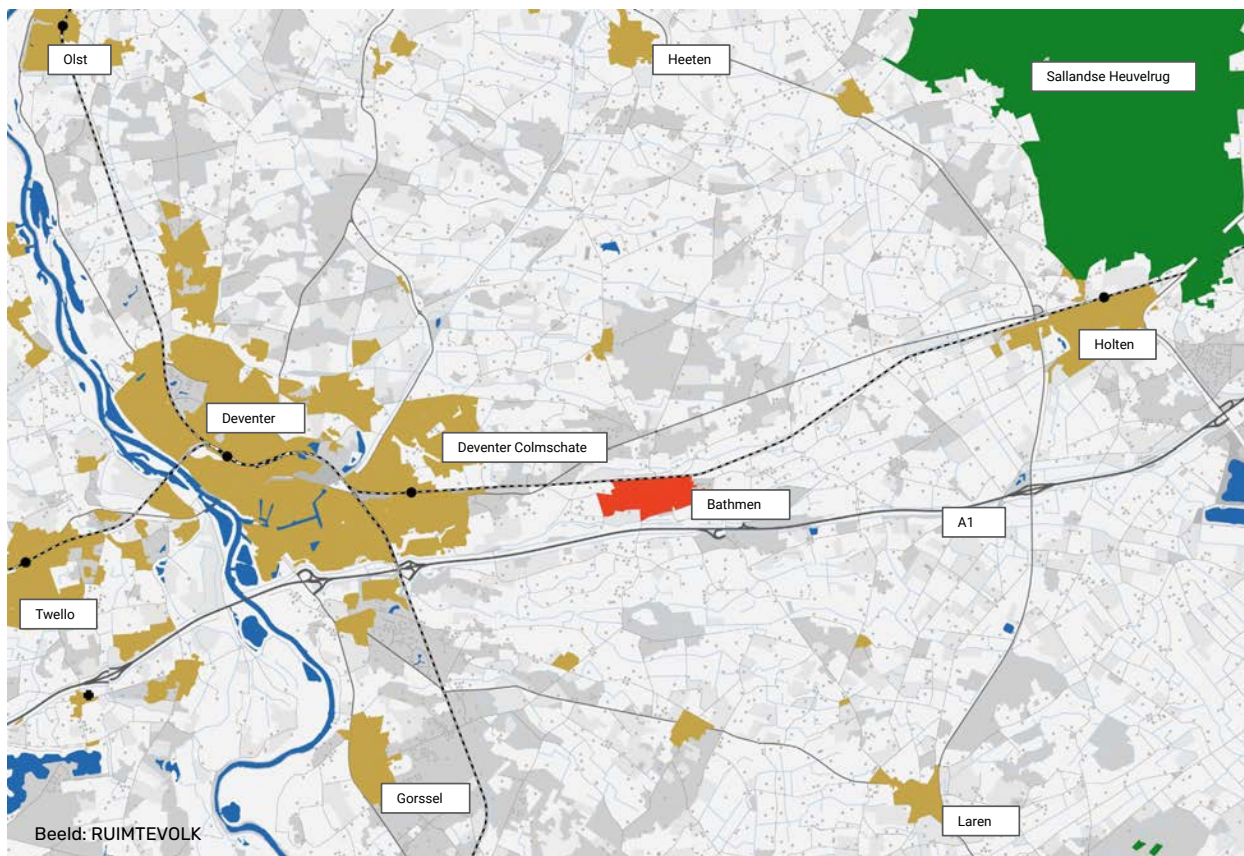 Olst
Heeten
Sallandse Heuvelrug
Holten
Deventer
Deventer Colmschate
Bathmen
A1
Twello
Gorssel
Laren
Beeld: RUIMTEVOLK